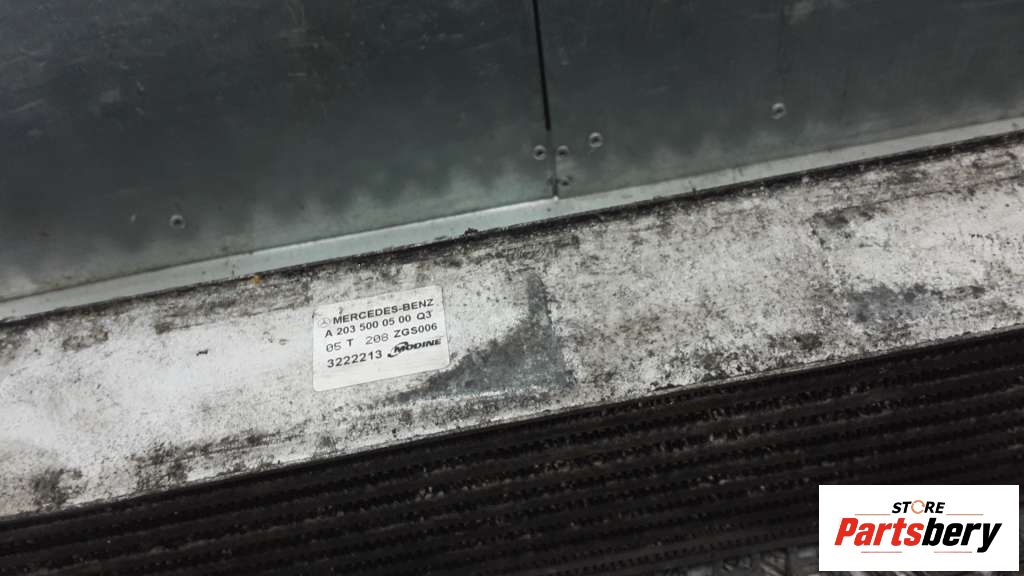 MERCEDES-BENZ
A 203 500 05 00 Q3
05 T 208 ZGS006
3222213 MODINE
STORE
Partsbery